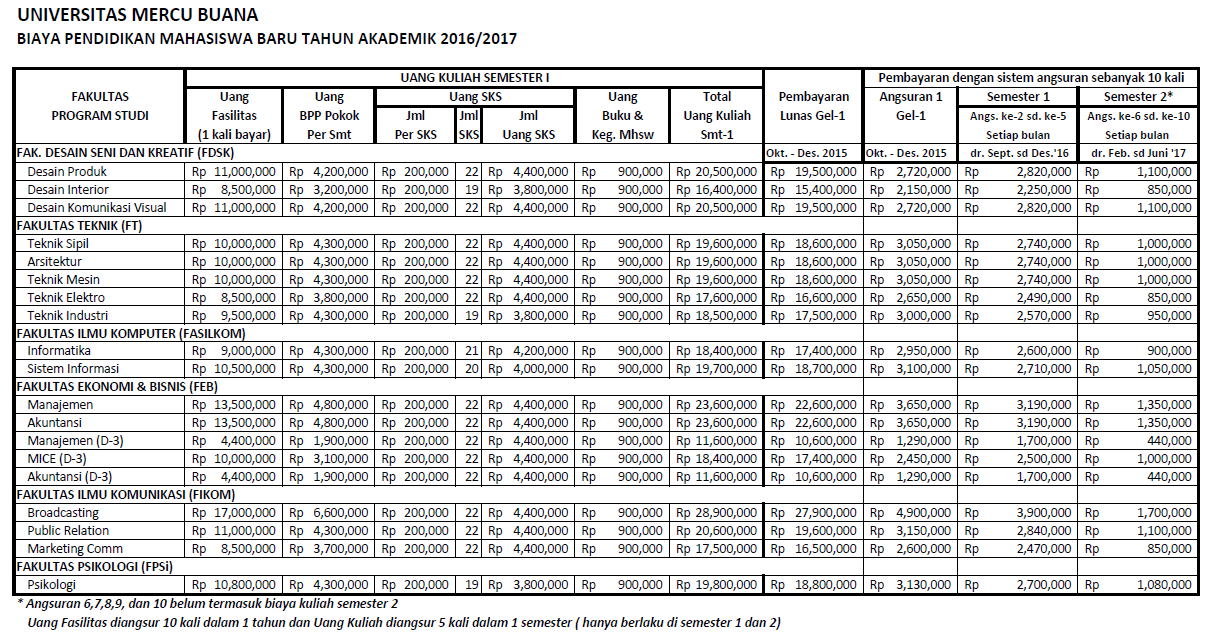 UNIVERSITAS MERCU BUANA
BIAYA PENDIDIKAN MAHASISWA BARU TAHUN AKADEMIK 2016/2017
FAKULTAS PROGRAM STUDI | UANG KULIAH SEMESTER I | Pembayaran Lunas Gel-1 | Pembayaran dengan sistem angsuran sebanyak 10 kali
Uang Fasilitas (1 kali bayar) | Uang BPP Pokok Per Smt | Uang SKS | Uang Buku & Keg. Mhsw | Total Uang Kuliah Smt-1 | Angsuran 1 Gel-1 | Semester 1 | Semester 2*
Jml Per SKS | Jml SKS | Jml Uang SKS | Angs. ke-2 sd. ke-5 Setiap bulan | Angs. ke-6 sd. ke-10 Setiap bulan
FAK. DESAIN SENI DAN KREATIF (FDSK) | Okt. - Des. 2015 | Okt. - Des. 2015 | dr. Sept. sd Des.'16 | dr. Feb. sd Juni '17
Desain Produk | Rp 11,000,000 | Rp 4,200,000 | Rp 200,000 | 22 | Rp 4,400,000 | Rp 900,000 | Rp 20,500,000 | Rp 19,500,000 | Rp 2,720,000 | Rp 2,820,000 | Rp 1,100,000
Desain Interior | Rp 8,500,000 | Rp 3,200,000 | Rp 200,000 | 19 | Rp 3,800,000 | Rp 900,000 | Rp 16,400,000 | Rp 15,400,000 | Rp 2,150,000 | Rp 2,250,000 | Rp 850,000
Desain Komunikasi Visual | Rp 11,000,000 | Rp 4,200,000 | Rp 200,000 | 22 | Rp 4,400,000 | Rp 900,000 | Rp 20,500,000 | Rp 19,500,000 | Rp 2,720,000 | Rp 2,820,000 | Rp 1,100,000
FAKULTAS TEKNIK (FT)
Teknik Sipil | Rp 10,000,000 | Rp 4,300,000 | Rp 200,000 | 22 | Rp 4,400,000 | Rp 900,000 | Rp 19,600,000 | Rp 18,600,000 | Rp 3,050,000 | Rp 2,740,000 | Rp 1,000,000
Arsitektur | Rp 10,000,000 | Rp 4,300,000 | Rp 200,000 | 22 | Rp 4,400,000 | Rp 900,000 | Rp 19,600,000 | Rp 18,600,000 | Rp 3,050,000 | Rp 2,740,000 | Rp 1,000,000
Teknik Mesin | Rp 10,000,000 | Rp 4,300,000 | Rp 200,000 | 22 | Rp 4,400,000 | Rp 900,000 | Rp 19,600,000 | Rp 18,600,000 | Rp 3,050,000 | Rp 2,740,000 | Rp 1,000,000
Teknik Elektro | Rp 8,500,000 | Rp 3,800,000 | Rp 200,000 | 22 | Rp 4,400,000 | Rp 900,000 | Rp 17,600,000 | Rp 16,600,000 | Rp 2,650,000 | Rp 2,490,000 | Rp 850,000
Teknik Industri | Rp 9,500,000 | Rp 4,300,000 | Rp 200,000 | 19 | Rp 3,800,000 | Rp 900,000 | Rp 18,500,000 | Rp 17,500,000 | Rp 3,000,000 | Rp 2,570,000 | Rp 950,000
FAKULTAS ILMU KOMPUTER (FASILKOM)
Informatika | Rp 9,000,000 | Rp 4,300,000 | Rp 200,000 | 21 | Rp 4,200,000 | Rp 900,000 | Rp 18,400,000 | Rp 17,400,000 | Rp 2,950,000 | Rp 2,600,000 | Rp 900,000
Sistem Informasi | Rp 10,500,000 | Rp 4,300,000 | Rp 200,000 | 20 | Rp 4,000,000 | Rp 900,000 | Rp 19,700,000 | Rp 18,700,000 | Rp 3,100,000 | Rp 2,710,000 | Rp 1,050,000
FAKULTAS EKONOMI & BISNIS (FEB)
Manajemen | Rp 13,500,000 | Rp 4,800,000 | Rp 200,000 | 22 | Rp 4,400,000 | Rp 900,000 | Rp 23,600,000 | Rp 22,600,000 | Rp 3,650,000 | Rp 3,190,000 | Rp 1,350,000
Akuntansi | Rp 13,500,000 | Rp 4,800,000 | Rp 200,000 | 22 | Rp 4,400,000 | Rp 900,000 | Rp 23,600,000 | Rp 22,600,000 | Rp 3,650,000 | Rp 3,190,000 | Rp 1,350,000
Manajemen (D-3) | Rp 4,400,000 | Rp 1,900,000 | Rp 200,000 | 22 | Rp 4,400,000 | Rp 900,000 | Rp 11,600,000 | Rp 10,600,000 | Rp 1,290,000 | Rp 1,700,000 | Rp 440,000
MICE (D-3) | Rp 10,000,000 | Rp 3,100,000 | Rp 200,000 | 22 | Rp 4,400,000 | Rp 900,000 | Rp 18,400,000 | Rp 17,400,000 | Rp 2,450,000 | Rp 2,500,000 | Rp 1,000,000
Akuntansi (D-3) | Rp 4,400,000 | Rp 1,900,000 | Rp 200,000 | 22 | Rp 4,400,000 | Rp 900,000 | Rp 11,600,000 | Rp 10,600,000 | Rp 1,290,000 | Rp 1,700,000 | Rp 440,000
FAKULTAS ILMU KOMUNIKASI (FIKOM)
Broadcasting | Rp 17,000,000 | Rp 6,600,000 | Rp 200,000 | 22 | Rp 4,400,000 | Rp 900,000 | Rp 28,900,000 | Rp 27,900,000 | Rp 4,900,000 | Rp 3,900,000 | Rp 1,700,000
Public Relation | Rp 11,000,000 | Rp 4,300,000 | Rp 200,000 | 22 | Rp 4,400,000 | Rp 900,000 | Rp 20,600,000 | Rp 19,600,000 | Rp 3,150,000 | Rp 2,840,000 | Rp 1,100,000
Marketing Comm | Rp 8,500,000 | Rp 3,700,000 | Rp 200,000 | 22 | Rp 4,400,000 | Rp 900,000 | Rp 17,500,000 | Rp 16,500,000 | Rp 2,600,000 | Rp 2,470,000 | Rp 850,000
FAKULTAS PSIKOLOGI (FPSi)
Psikologi | Rp 10,800,000 | Rp 4,300,000 | Rp 200,000 | 19 | Rp 3,800,000 | Rp 900,000 | Rp 19,800,000 | Rp 18,800,000 | Rp 3,130,000 | Rp 2,700,000 | Rp 1,080,000
* Angsuran 6,7,8,9, dan 10 belum termasuk biaya kuliah semester 2
Uang Fasilitas diangsur 10 kali dalam 1 tahun dan Uang Kuliah diangsur 5 kali dalam 1 semester ( hanya berlaku di semester 1 dan 2)